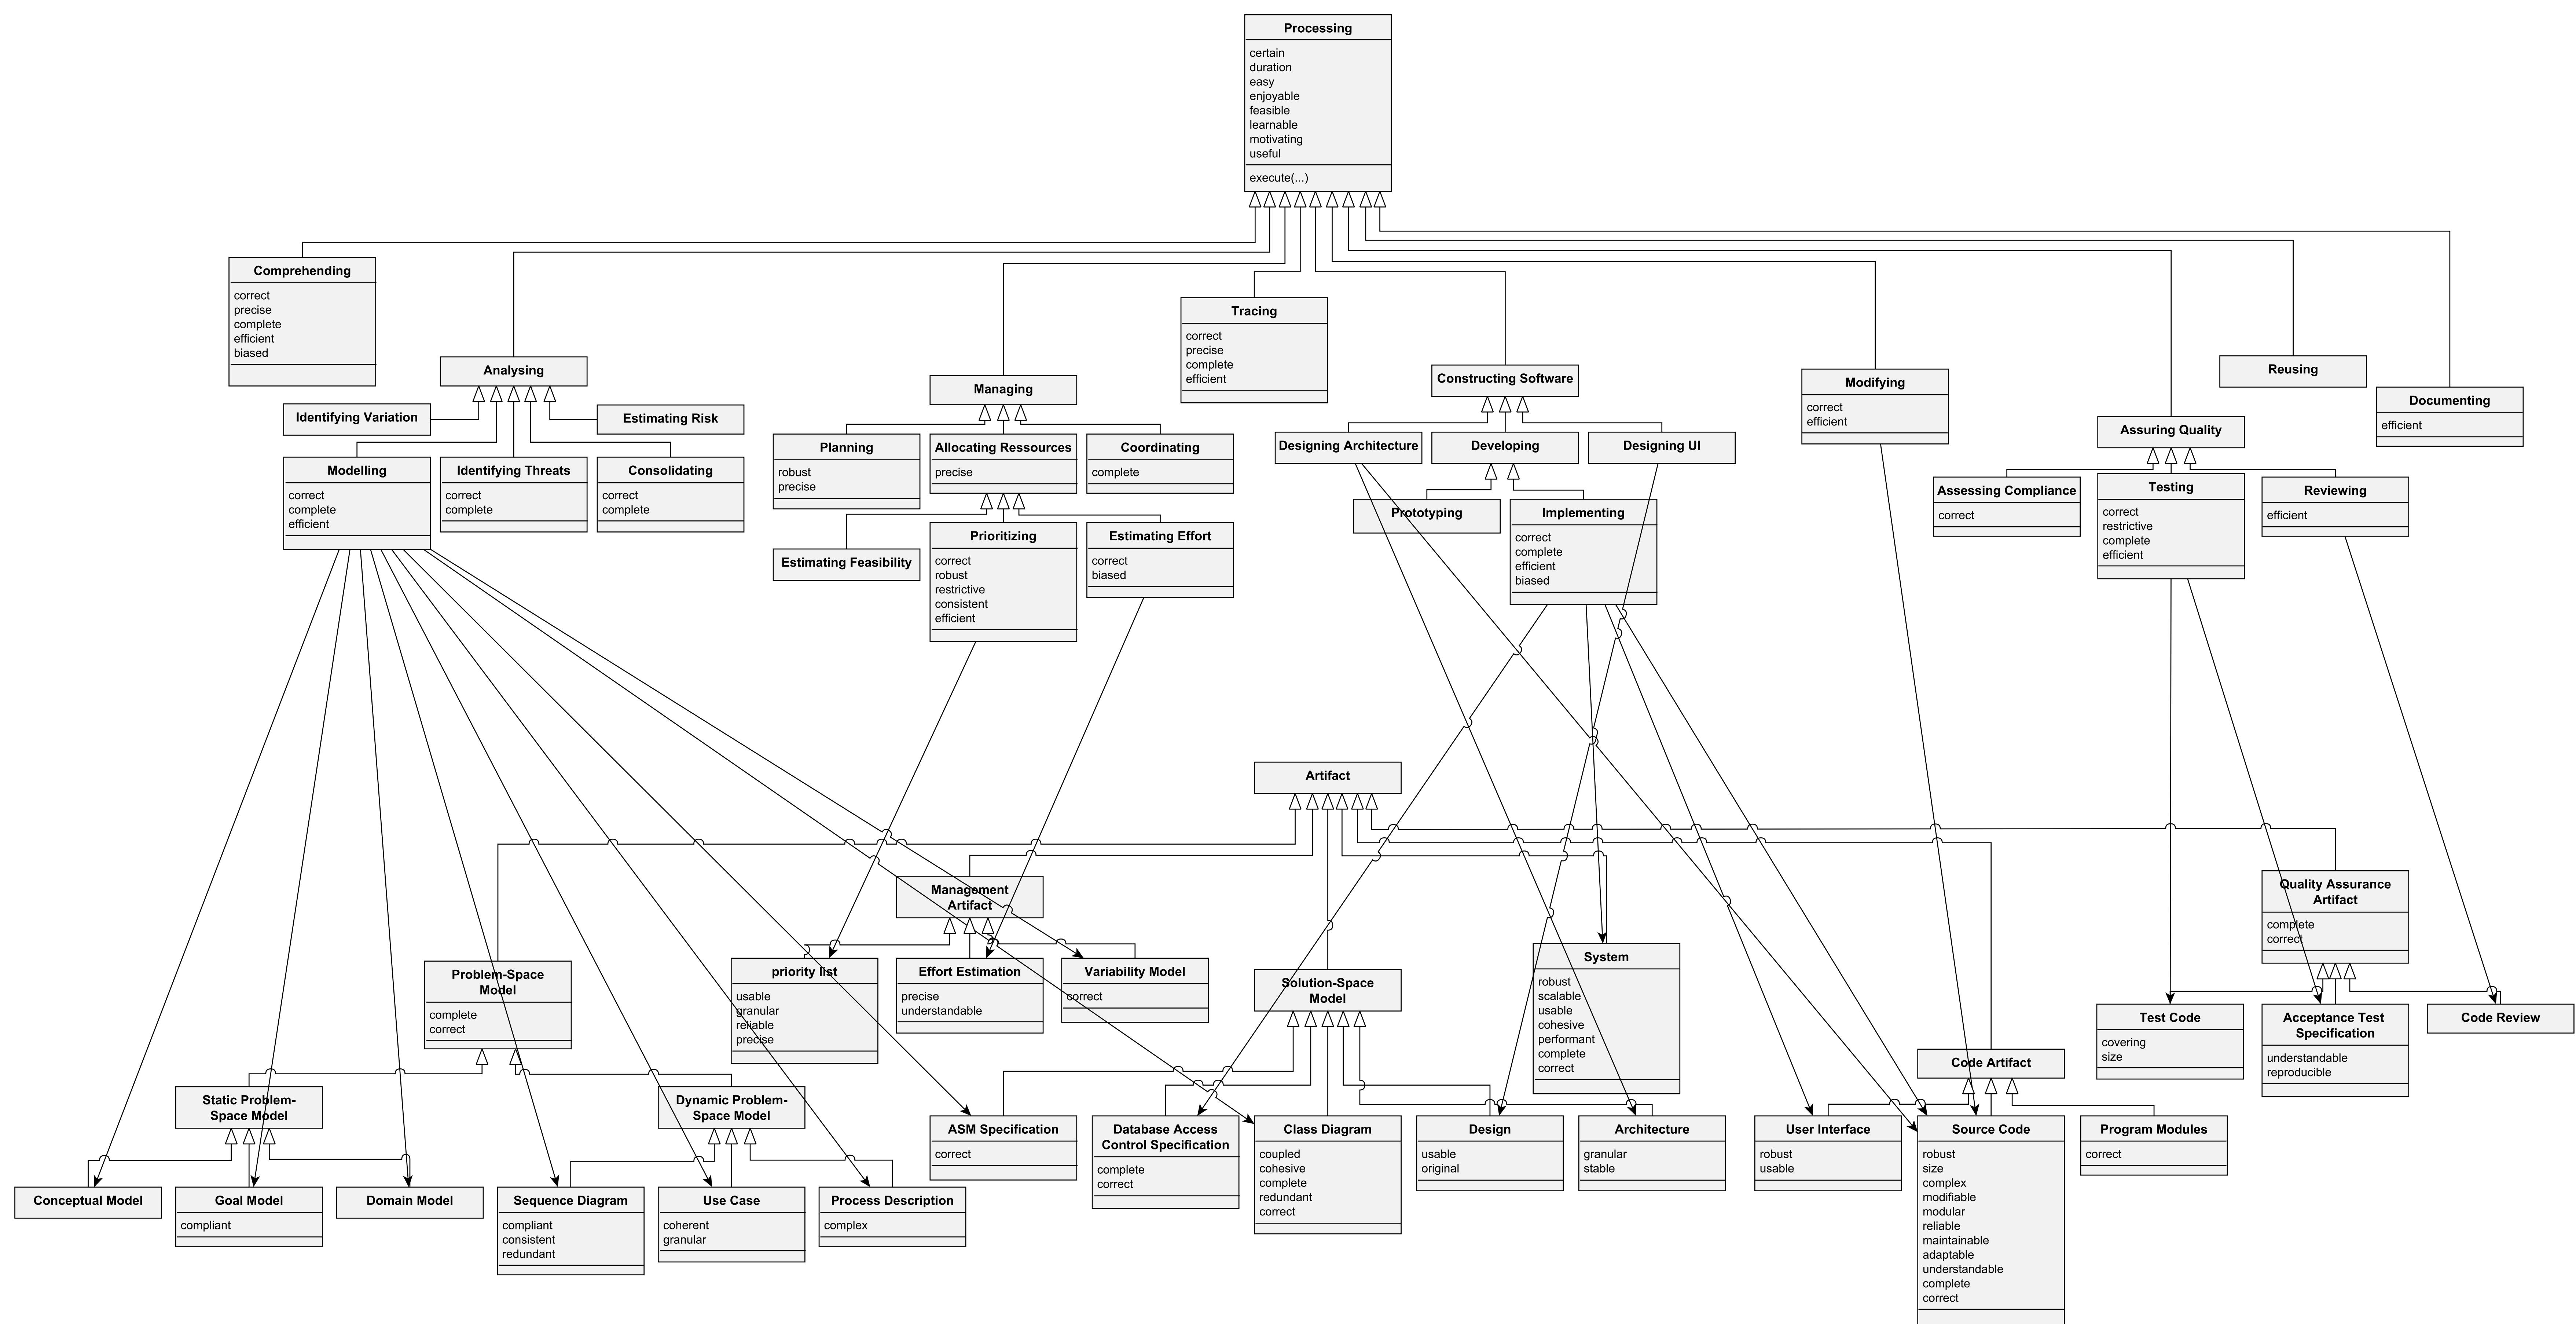 Processing
certain
duration
easy
enjoyable
feasible
learnable
motivating
useful
execute(...)
Comprehending
correct
precise
complete
efficient
biased
Analysing
Identifying Variation
Estimating Risk
Modelling
correct
complete
efficient
Identifying Threats
correct
complete
Consolidating
correct
complete
Managing
Planning
robust
precise
Allocating Ressources
precise
Coordinating
complete
Estimating Feasibility
Prioritizing
correct
robust
restrictive
consistent
efficient
Estimating Effort
correct
biased
Tracing
correct
precise
complete
efficient
Constructing Software
Designing Architecture
Developing
Designing UI
Prototyping
Implementing
correct
complete
efficient
biased
Modifying
correct
efficient
Assuring Quality
Assessing Compliance
correct
Testing
correct
restrictive
complete
efficient
Reviewing
efficient
Reusing
Documenting
efficient
Artifact
Problem-Space
Model
complete
correct
Static Problem-
Space Model
Dynamic Problem-
Space Model
Conceptual Model
Goal Model
compliant
Domain Model
Sequence Diagram
compliant
consistent
redundant
Use Case
coherent
granular
Process Description
complex
Management
Artifact
priority list
usable
granular
reliable
precise
Effort Estimation
precise
understandable
Variability Model
correct
Solution-Space
Model
ASM Specification
correct
Database Access
Control Specification
complete
correct
Class Diagram
coupled
cohesive
complete
redundant
correct
Design
usable
original
Architecture
granular
stable
System
robust
scalable
usable
cohesive
performant
complete
correct
Code Artifact
User Interface
robust
usable
Source Code
robust
size
complex
modifiable
modular
reliable
maintainable
adaptable
understandable
complete
correct
Program Modules
correct
Quality Assurance
Artifact
complete
correct
Test Code
covering
size
Acceptance Test
Specification
understandable
reproducible
Code Review